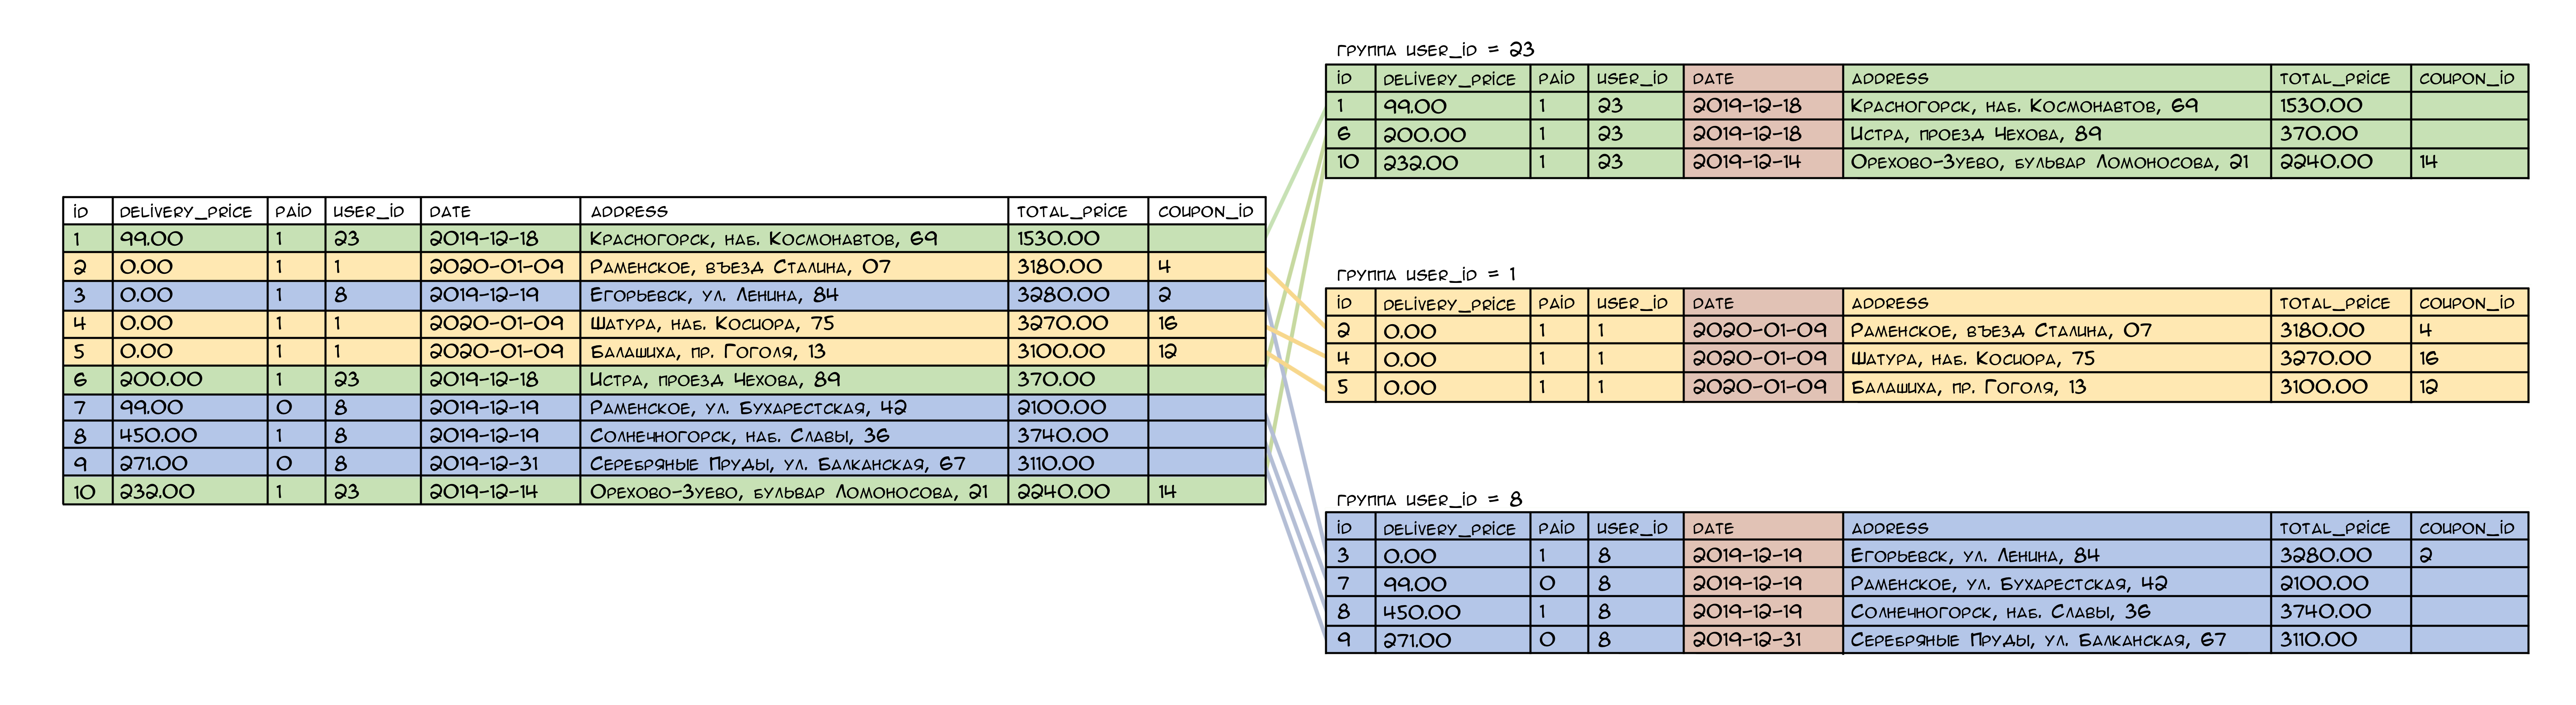 ID DELIVERY_PRICE PAID USER_ID DATE ADDRESS TOTAL_PRICE COUPON_ID
1 99.00 1 23 2019-12-18 Красногорск, наб. Космонавтов, 69 1530.00
2 0.00 1 1 2020-01-09 Раменское, въезд Сталина, 07 3180.00 4
3 0.00 1 8 2019-12-19 Егорьевск, ул. Ленина, 84 3280.00 2
4 0.00 1 1 2020-01-09 Шатура, наб. Косиора, 75 3270.00 16
5 0.00 1 1 2020-01-09 Балашиха, пр. Гоголя, 13 3100.00 12
6 200.00 1 23 2019-12-18 Истра, проезд Чехова, 89 370.00
7 99.00 0 8 2019-12-19 Раменское, ул. Бухарестская, 42 2100.00
8 450.00 1 8 2019-12-19 Солнечногорск, наб. Славы, 36 3740.00
9 271.00 0 8 2019-12-31 Серебряные Пруды, ул. Балканская, 67 3110.00
10 232.00 1 23 2019-12-14 Орехово-Зуево, бульвар Ломоносова, 21 2240.00 14
группа USER_ID = 23
ID DELIVERY_PRICE PAID USER_ID DATE ADDRESS TOTAL_PRICE COUPON_ID
1 99.00 1 23 2019-12-18 Красногорск, наб. Космонавтов, 69 1530.00
6 200.00 1 23 2019-12-18 Истра, проезд Чехова, 89 370.00
10 232.00 1 23 2019-12-14 Орехово-Зуево, бульвар Ломоносова, 21 2240.00 14
группа USER_ID = 1
ID DELIVERY_PRICE PAID USER_ID DATE ADDRESS TOTAL_PRICE COUPON_ID
2 0.00 1 1 2020-01-09 Раменское, въезд Сталина, 07 3180.00 4
4 0.00 1 1 2020-01-09 Шатура, наб. Косиора, 75 3270.00 16
5 0.00 1 1 2020-01-09 Балашиха, пр. Гоголя, 13 3100.00 12
группа USER_ID = 8
ID DELIVERY_PRICE PAID USER_ID DATE ADDRESS TOTAL_PRICE COUPON_ID
3 0.00 1 8 2019-12-19 Егорьевск, ул. Ленина, 84 3280.00 2
7 99.00 0 8 2019-12-19 Раменское, ул. Бухарестская, 42 2100.00
8 450.00 1 8 2019-12-19 Солнечногорск, наб. Славы, 36 3740.00
9 271.00 0 8 2019-12-31 Серебряные Пруды, ул. Балканская, 67 3110.00